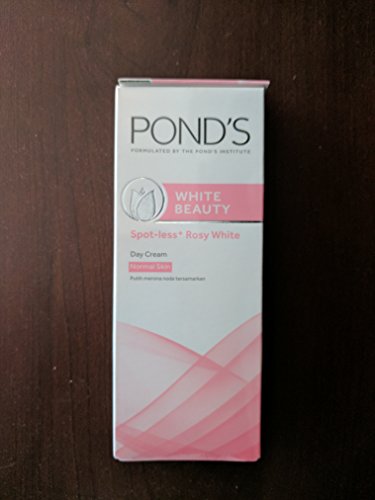 POND'S
FORMULATED BY THE POND'S INSTITUTE
WHITE
BEAUTY
Spot-less⁺ Rosy White
Day Cream
Normal Skin
Putih merona noda tersamarkan